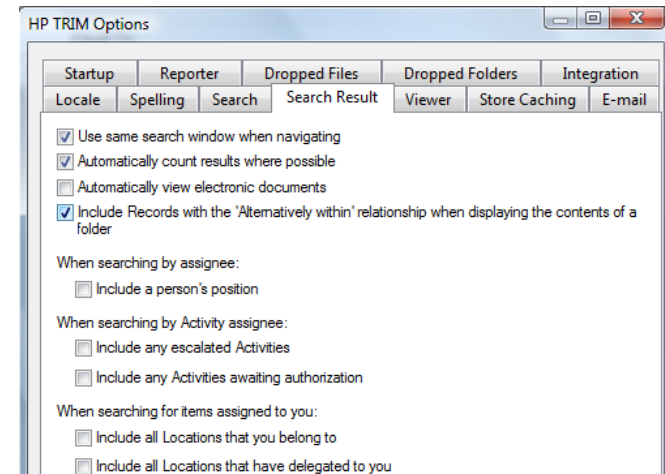 HP TRIM Options
Startup Reporter Dropped Files Dropped Folders Integration
Locale Spelling Search Search Result Viewer Store Caching E-mail
Use same search window when navigating
Automatically count results where possible
Automatically view electronic documents
Include Records with the 'Alternatively within' relationship when displaying the contents of a
folder
When searching by assignee:
Include a person's position
When searching by Activity assignee:
Include any escalated Activities
Include any Activities awaiting authorization
When searching for items assigned to you:
Include all Locations that you belong to
Include all Locations that have delegated to you